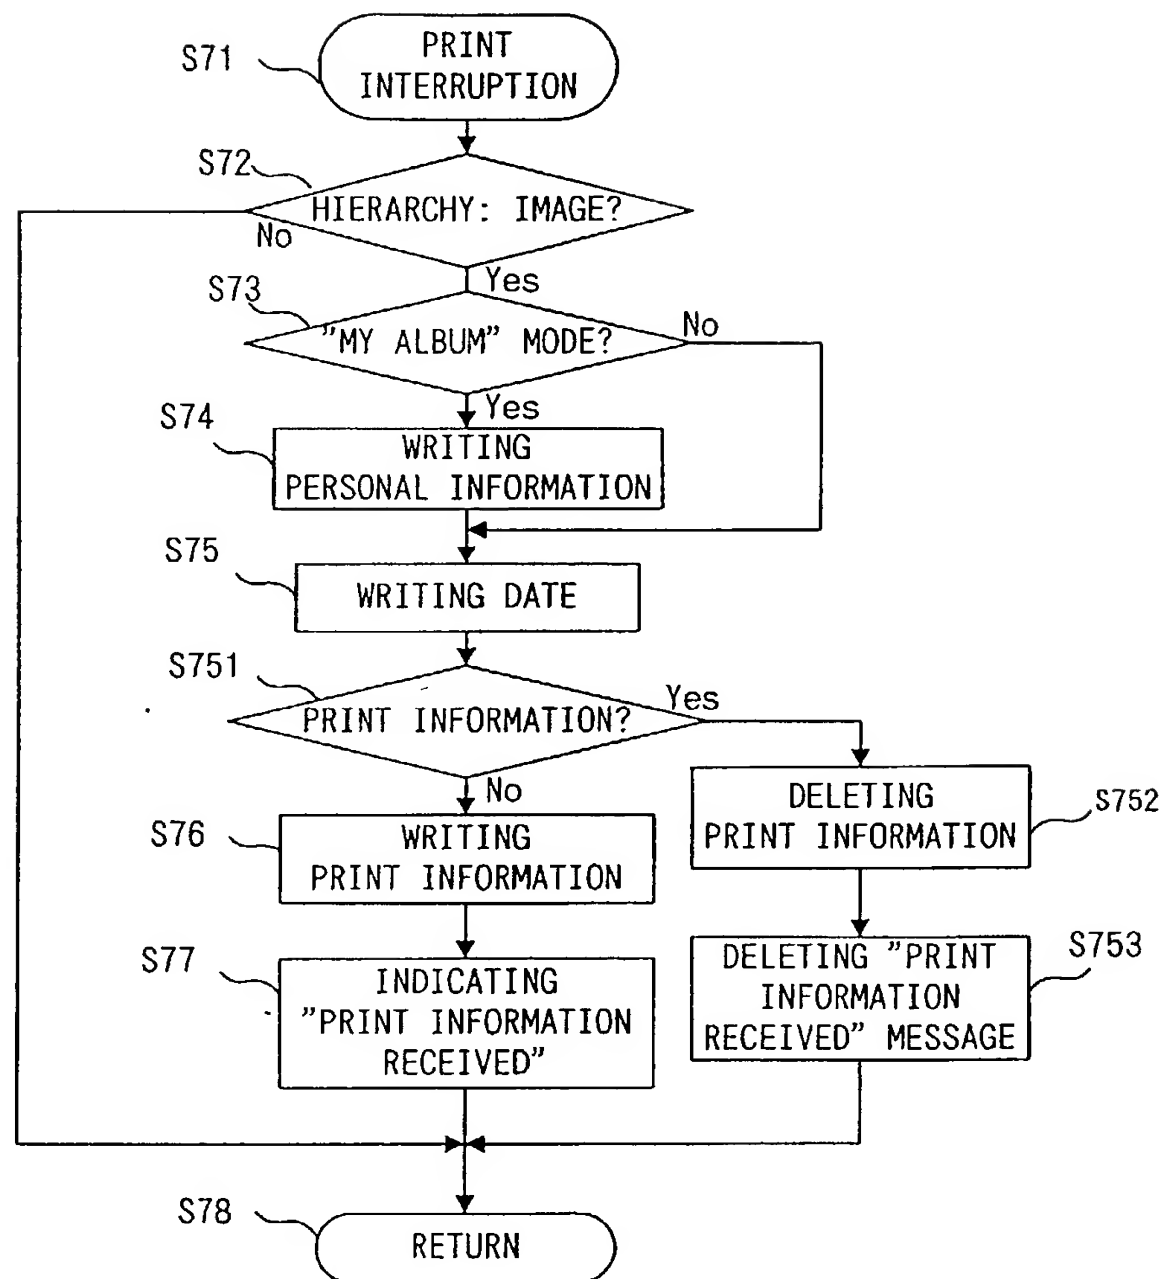 S71
PRINT
INTERRUPTION
S72
HIERARCHY: IMAGE?
No
Yes
S73
"MY ALBUM" MODE?
No
Yes
S74
WRITING
PERSONAL INFORMATION
S75
WRITING DATE
S751
PRINT INFORMATION?
Yes
No
S76
WRITING
PRINT INFORMATION
DELETING
PRINT INFORMATION
S752
S77
INDICATING
"PRINT INFORMATION
RECEIVED"
DELETING "PRINT
INFORMATION
RECEIVED" MESSAGE
S753
S78
RETURN